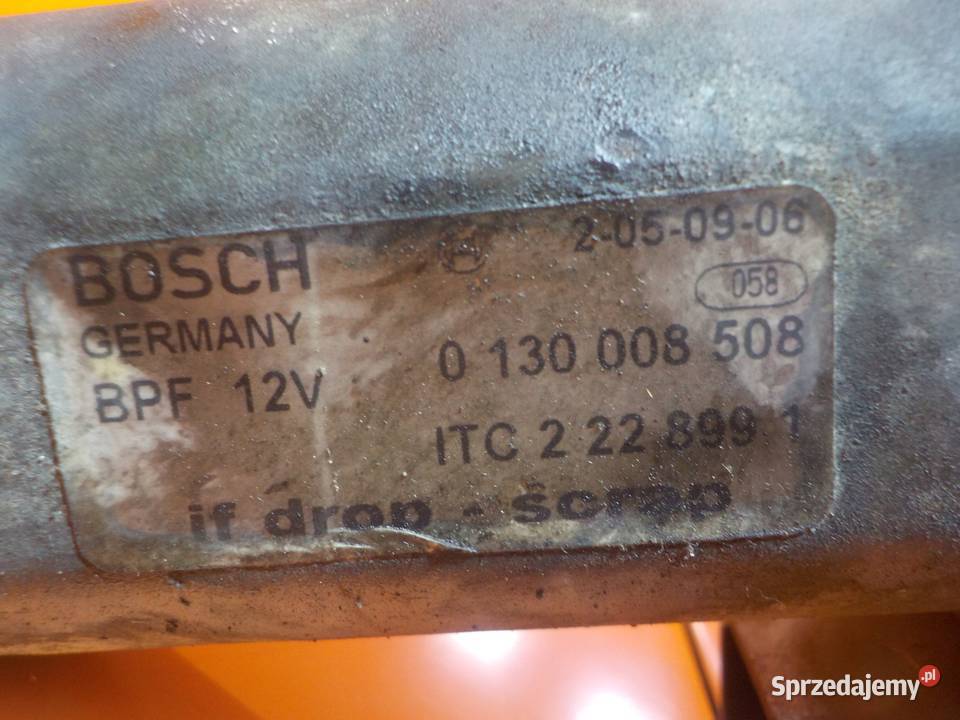 BOSCH
2-05-09-06
058
GERMANY
0 130 008 508
BPF 12V
ITC 2 22 899 1
if drop - scrap
Sprzedajemy.pl